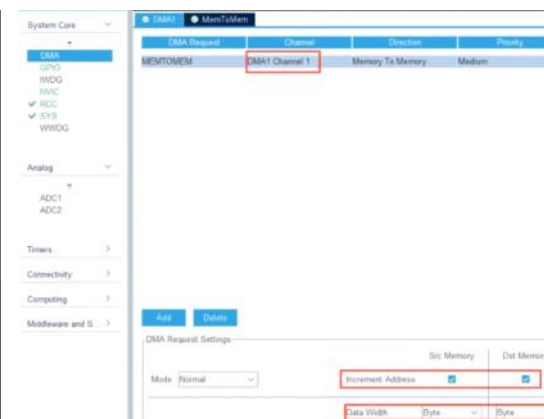 System Core
DMA
GPIO
IWDG
NVIC
RCC
SYS
WWDG
Analog
ADC1
ADC2
Timers
Connectivity
Computing
Middleware and S...
DMA1 MemToMem
DMA Request Channel Direction Priority
MEMTOMEM DMA1 Channel 1 Memory To Memory Medium
Add Delete
DMA Request Settings
Src Memory Dst Memor
Mode Normal Increment Address
Data Width Byte Byte